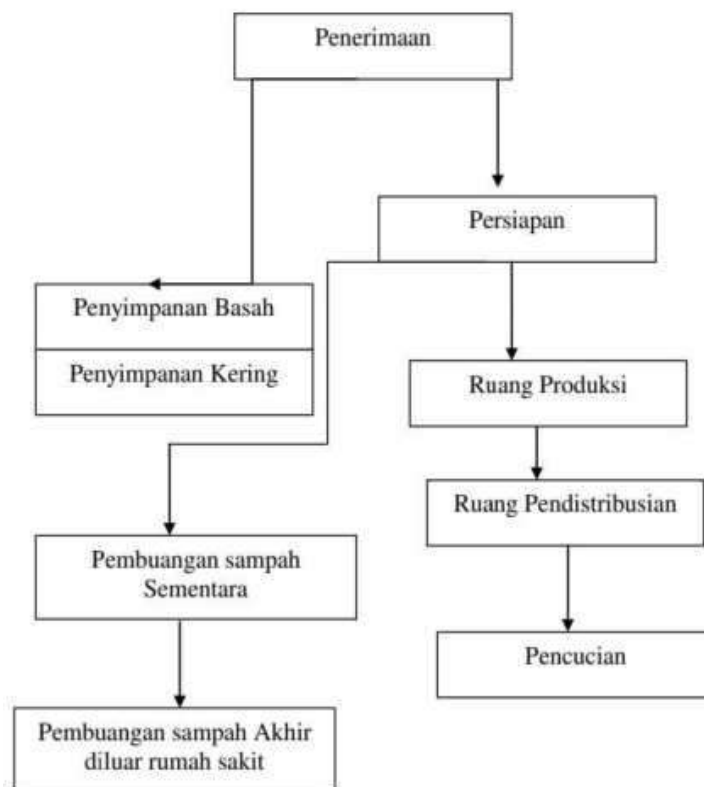 Penerimaan
Persiapan
Penyimpanan Basah
Penyimpanan Kering
Ruang Produksi
Ruang Pendistribusian
Pembuangan sampah
Sementara
Pencucian
Pembuangan sampah Akhir
diluar rumah sakit